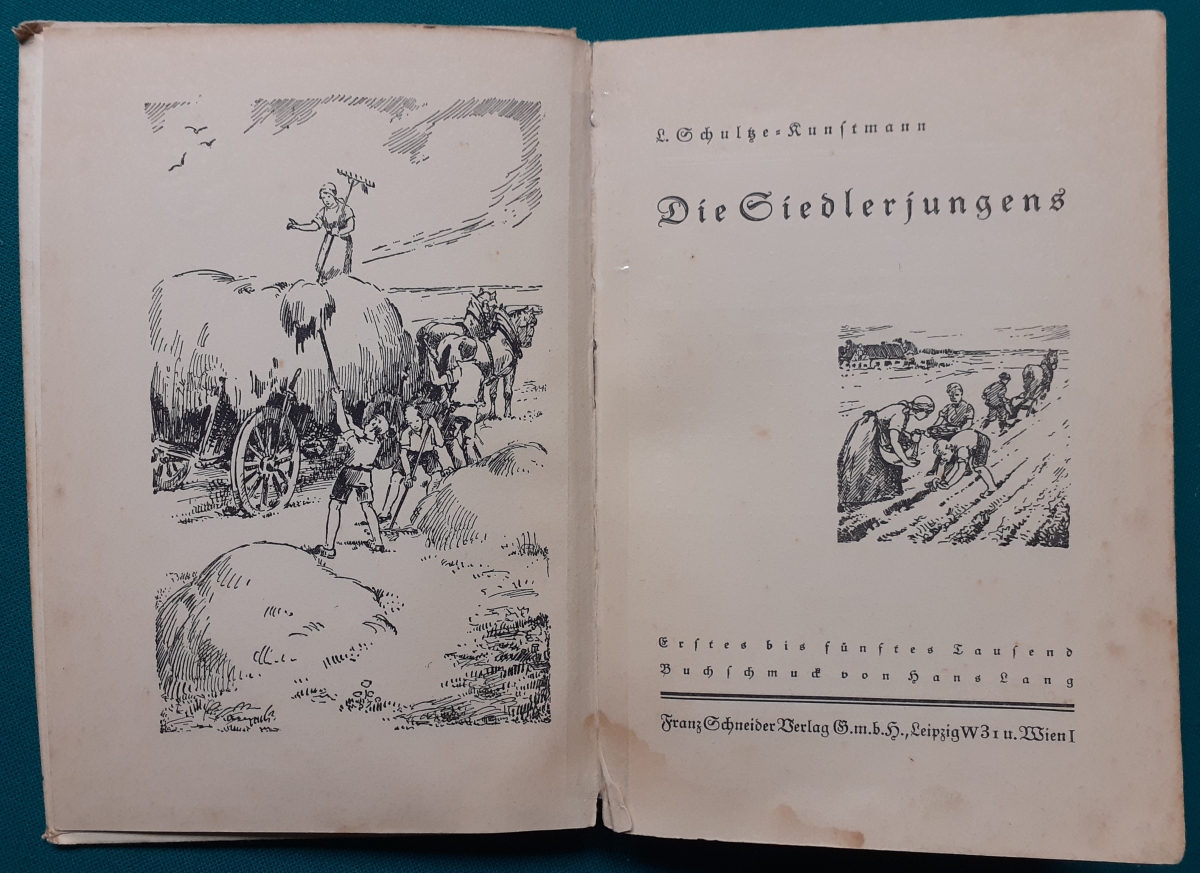 L. Schultze-Kunstmann
Die Siedlerjungens
Erstes bis fünftes Tausend
Buchschmuck von Hans Lang
Franz Schneider Verlag G.m.b.H., Leipzig W 31 u. Wien I